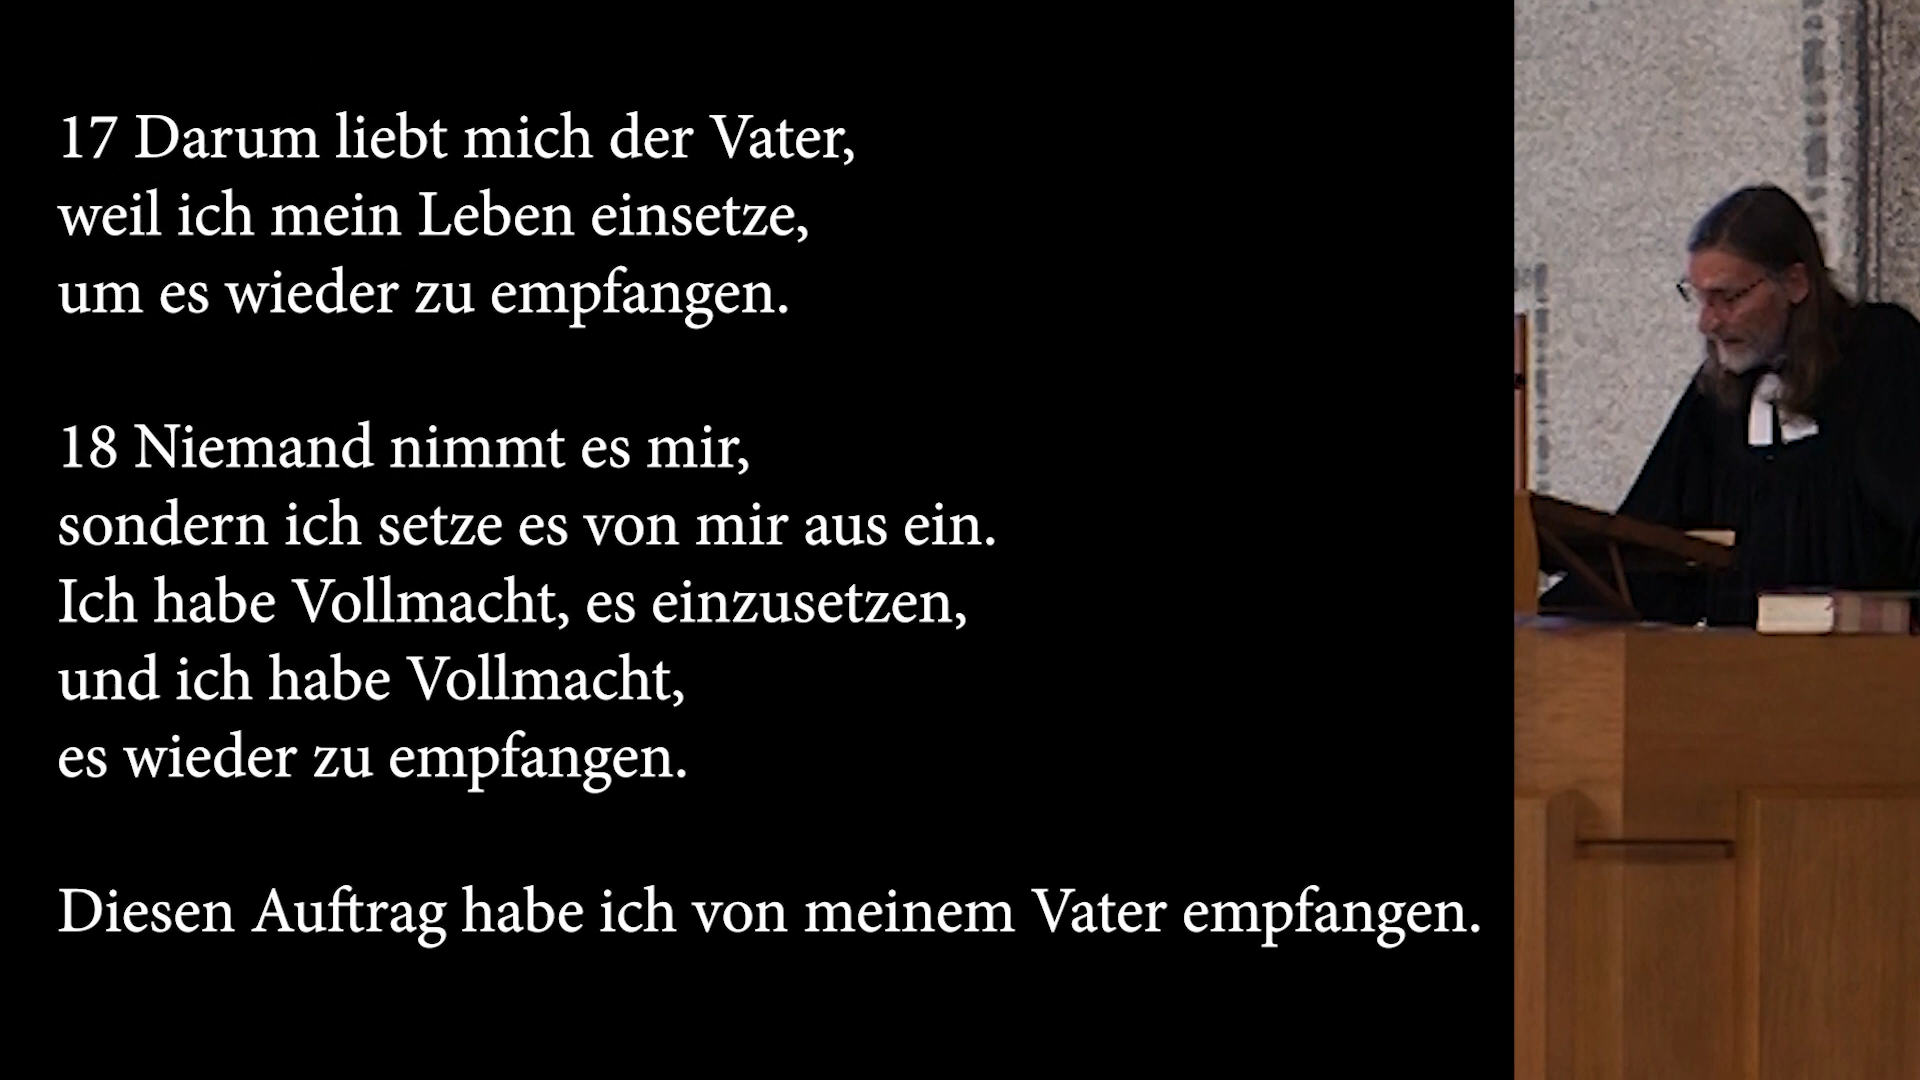 17 Darum liebt mich der Vater,
weil ich mein Leben einsetze,
um es wieder zu empfangen.
18 Niemand nimmt es mir,
sondern ich setze es von mir aus ein.
Ich habe Vollmacht, es einzusetzen,
und ich habe Vollmacht,
es wieder zu empfangen.
Diesen Auftrag habe ich von meinem Vater empfangen.